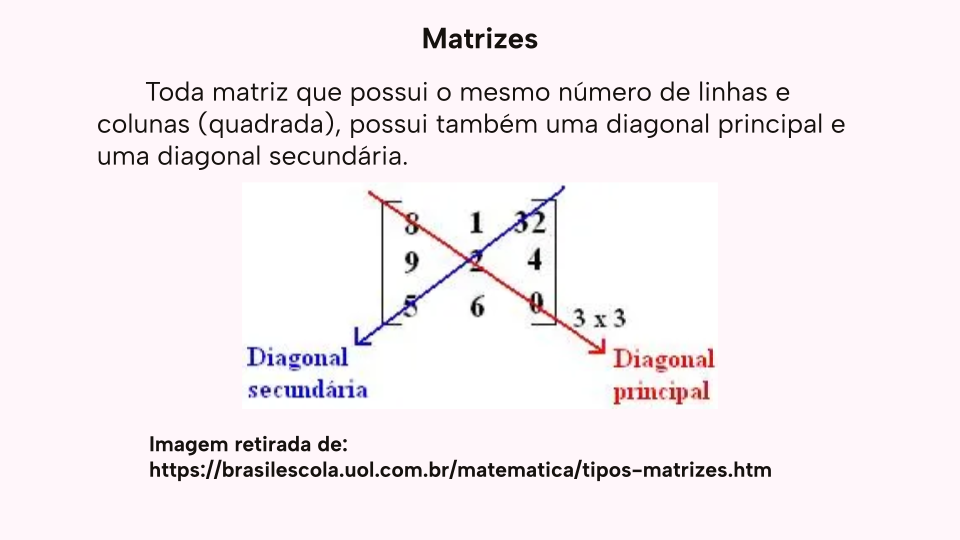 Matrizes
Toda matriz que possui o mesmo número de linhas e
colunas (quadrada), possui também uma diagonal principal e
uma diagonal secundária.
8 1 32
9 2 4
5 6 0
3 x 3
Diagonal
secundária
Diagonal
principal
Imagem retirada de:
https://brasilescola.uol.com.br/matematica/tipos-matrizes.htm